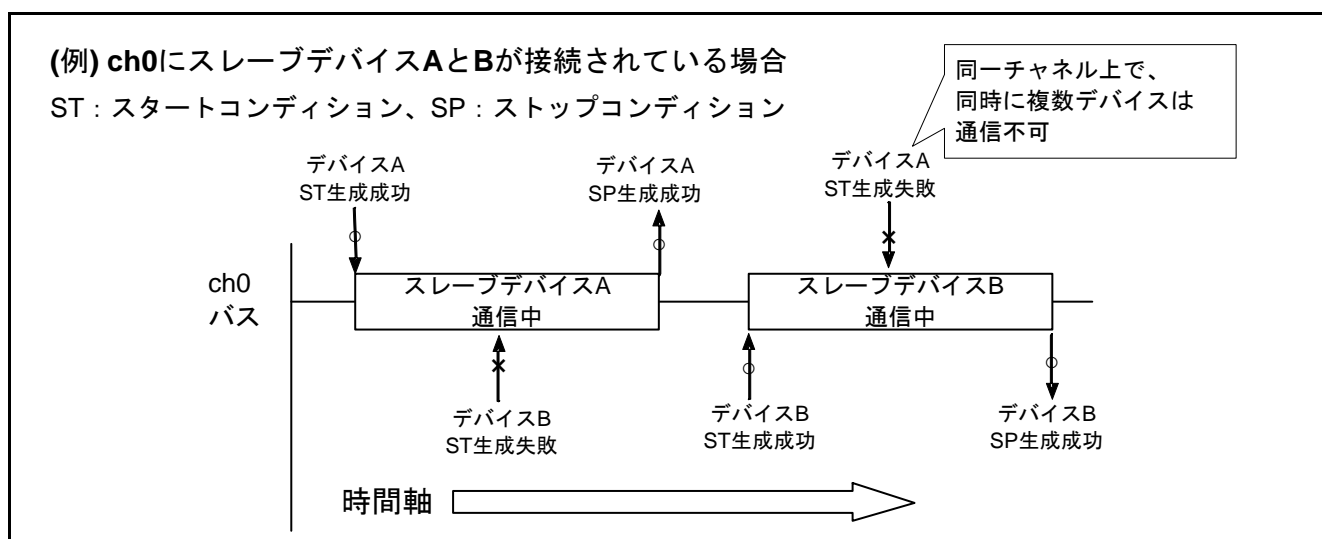 (例) ch0にスレーブデバイスAとBが接続されている場合
ST：スタートコンディション、SP：ストップコンディション
同一チャネル上で、
同時に複数デバイスは
通信不可
デバイスA
ST生成成功
デバイスA
SP生成成功
デバイスA
ST生成失敗
ch0
バス
スレーブデバイスA
通信中
スレーブデバイスB
通信中
デバイスB
ST生成失敗
デバイスB
ST生成成功
デバイスB
SP生成成功
時間軸